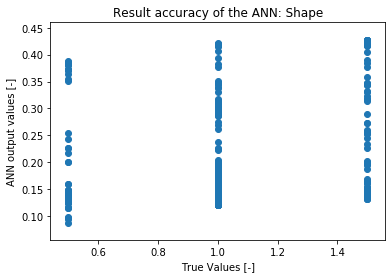 Result accuracy of the ANN: Shape
0.45
0.40
0.35
0.30
0.25
0.20
0.15
0.10
ANN output values [-]
0.6 0.8 1.0 1.2 1.4
True Values [-]